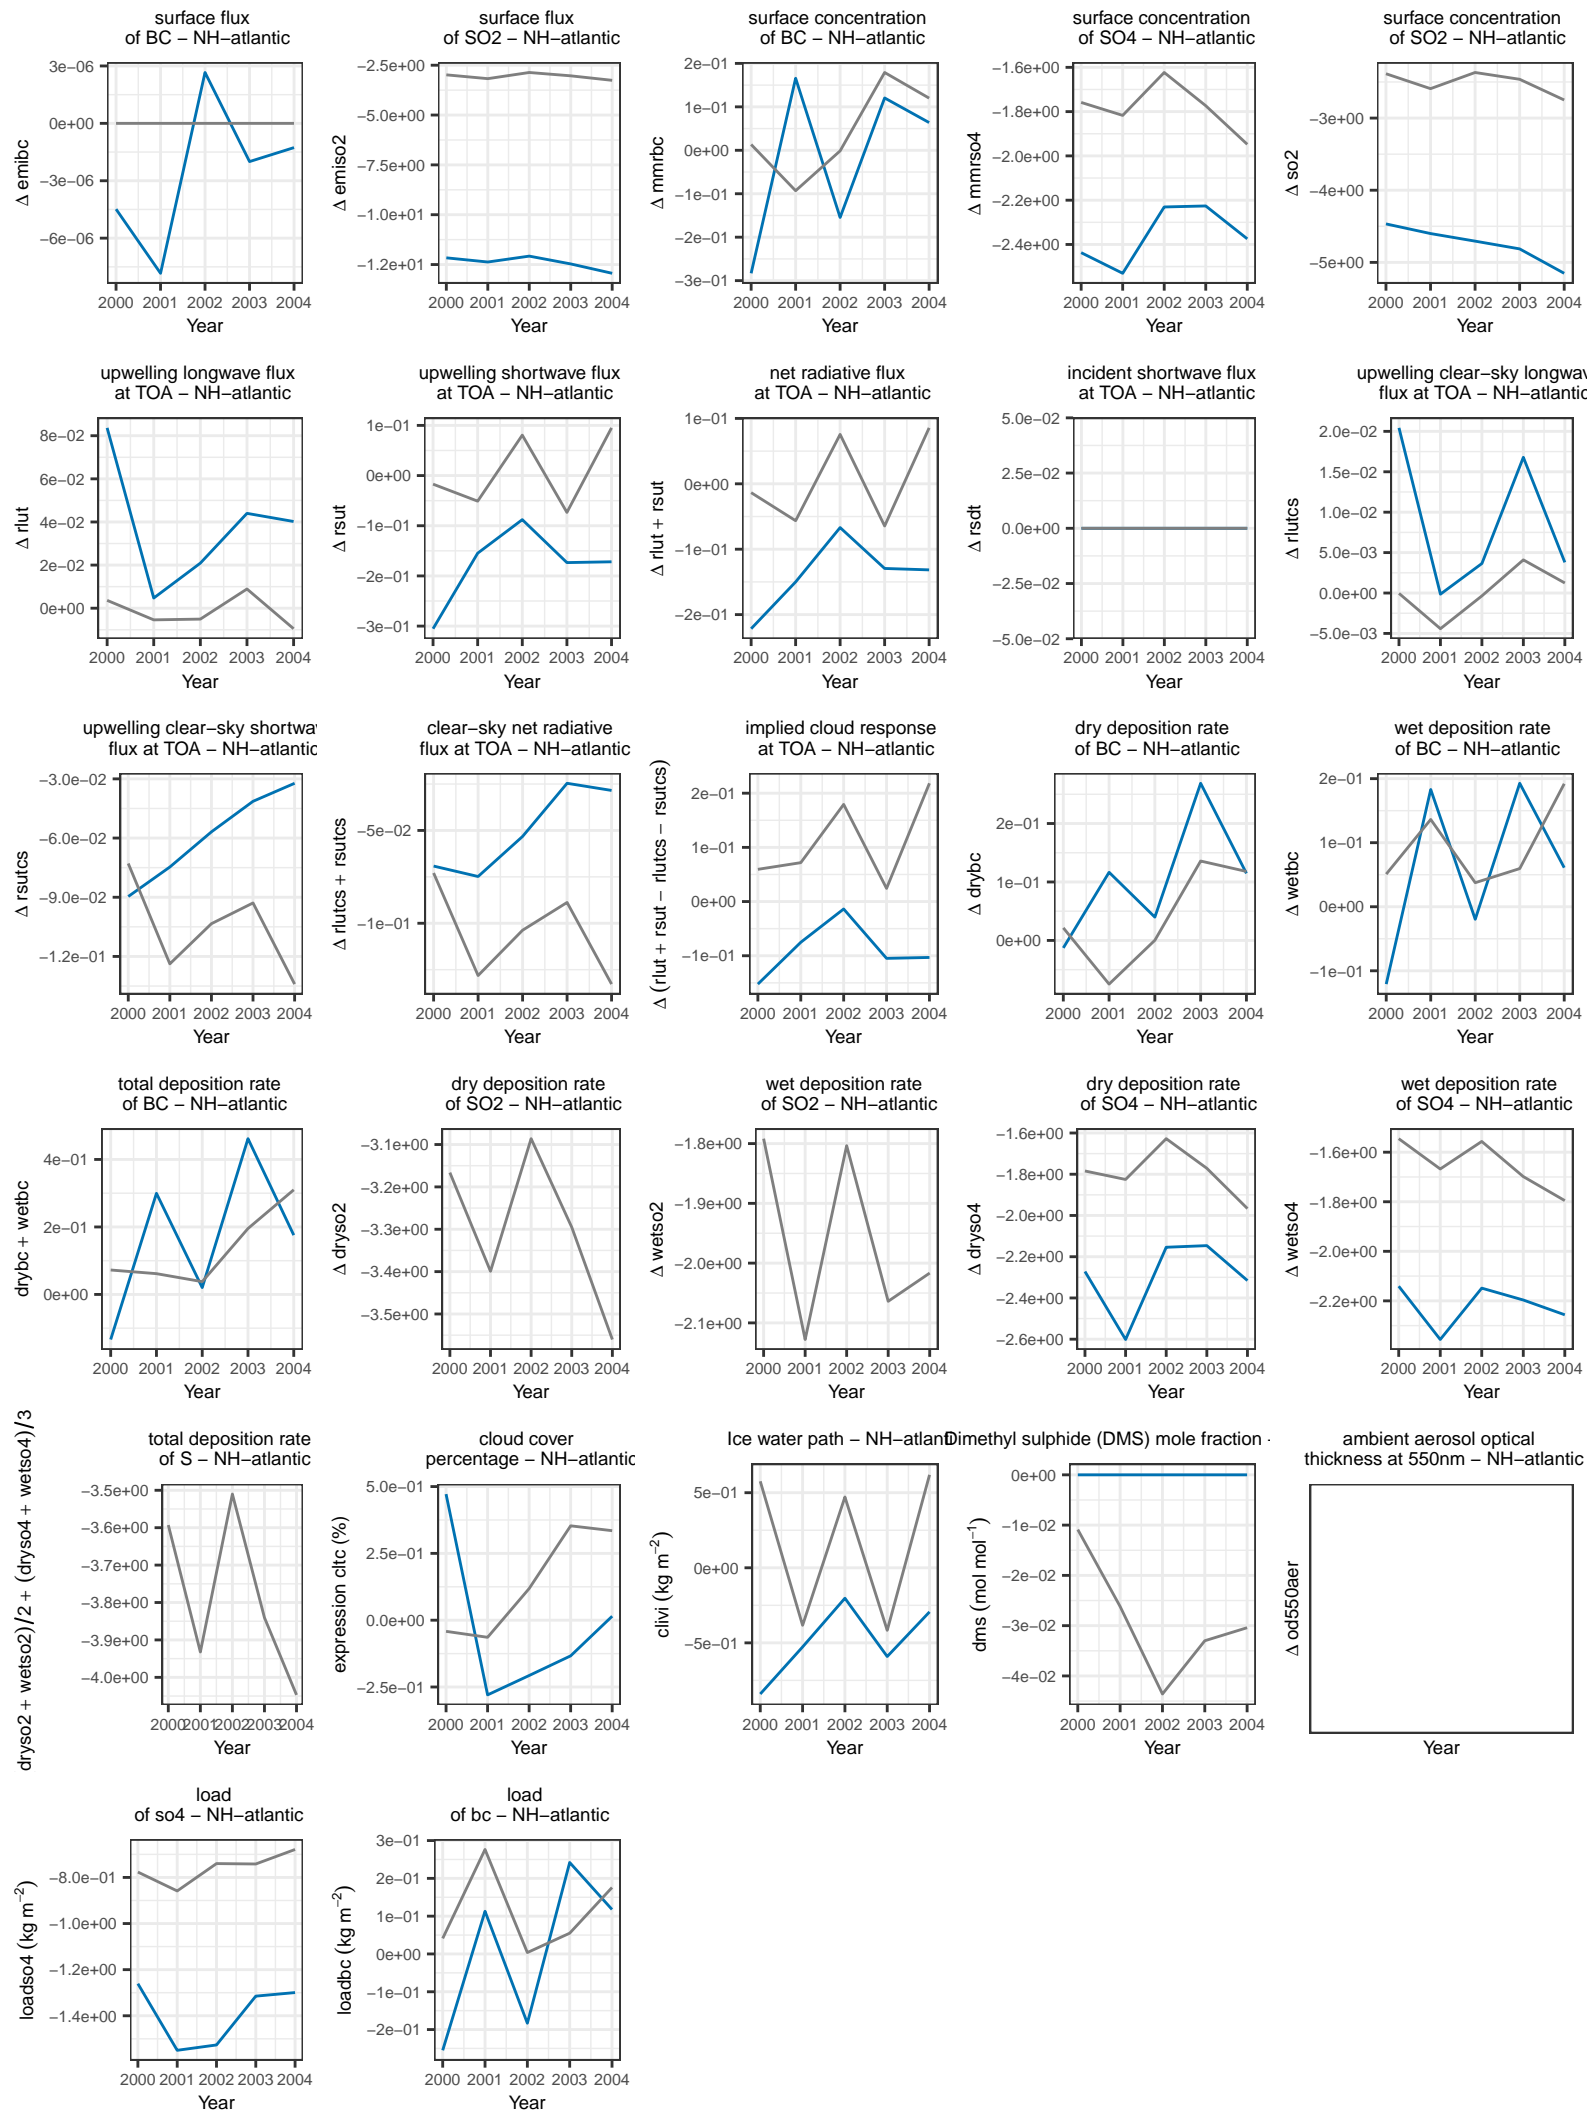 surface flux
of BC − NH−atlantic
3e−06
0e+00
−3e−06
−6e−06
Δ emibc
2000 2001 2002 2003 2004
Year
surface flux
of SO2 − NH−atlantic
−2.5e+00
−5.0e+00
−7.5e+00
−1.0e+01
−1.2e+01
Δ emiso2
2000 2001 2002 2003 2004
Year
surface concentration
of BC − NH−atlantic
2e−01
1e−01
0e+00
−1e−01
−2e−01
−3e−01
Δ mmrbc
2000 2001 2002 2003 2004
Year
surface concentration
of SO4 − NH−atlantic
−1.6e+00
−1.8e+00
−2.0e+00
−2.2e+00
−2.4e+00
Δ mmrso4
2000 2001 2002 2003 2004
Year
surface concentration
of SO2 − NH−atlantic
−3e+00
−4e+00
−5e+00
Δ so2
2000 2001 2002 2003 2004
Year
upwelling longwave flux
at TOA − NH−atlantic
8e−02
6e−02
4e−02
2e−02
0e+00
Δ rlut
2000 2001 2002 2003 2004
Year
upwelling shortwave flux
at TOA − NH−atlantic
1e−01
0e+00
−1e−01
−2e−01
−3e−01
Δ rsut
2000 2001 2002 2003 2004
Year
net radiative flux
at TOA − NH−atlantic
1e−01
0e+00
−1e−01
−2e−01
Δ rlut + rsut
2000 2001 2002 2003 2004
Year
incident shortwave flux
at TOA − NH−atlantic
5.0e−02
2.5e−02
0.0e+00
−2.5e−02
−5.0e−02
Δ rsdt
2000 2001 2002 2003 2004
Year
upwelling clear−sky longwav
flux at TOA − NH−atlantic
2.0e−02
1.5e−02
1.0e−02
5.0e−03
0.0e+00
−5.0e−03
Δ rlutcs
2000 2001 2002 2003 2004
Year
upwelling clear−sky shortwav
flux at TOA − NH−atlantic
−3.0e−02
−6.0e−02
−9.0e−02
−1.2e−01
Δ rsutcs
2000 2001 2002 2003 2004
Year
clear−sky net radiative
flux at TOA − NH−atlantic
−5e−02
−1e−01
Δ rlutcs + rsutcs
2000 2001 2002 2003 2004
Year
implied cloud response
at TOA − NH−atlantic
2e−01
1e−01
0e+00
−1e−01
Δ (rlut + rsut − rlutcs − rsutcs)
2000 2001 2002 2003 2004
Year
dry deposition rate
of BC − NH−atlantic
2e−01
1e−01
0e+00
Δ drybc
2000 2001 2002 2003 2004
Year
wet deposition rate
of BC − NH−atlantic
2e−01
1e−01
0e+00
−1e−01
Δ wetbc
2000 2001 2002 2003 2004
Year
total deposition rate
of BC − NH−atlantic
4e−01
2e−01
0e+00
drybc + wetbc
2000 2001 2002 2003 2004
Year
dry deposition rate
of SO2 − NH−atlantic
−3.1e+00
−3.2e+00
−3.3e+00
−3.4e+00
−3.5e+00
Δ dryso2
2000 2001 2002 2003 2004
Year
wet deposition rate
of SO2 − NH−atlantic
−1.8e+00
−1.9e+00
−2.0e+00
−2.1e+00
Δ wetso2
2000 2001 2002 2003 2004
Year
dry deposition rate
of SO4 − NH−atlantic
−1.6e+00
−1.8e+00
−2.0e+00
−2.2e+00
−2.4e+00
−2.6e+00
Δ dryso4
2000 2001 2002 2003 2004
Year
wet deposition rate
of SO4 − NH−atlantic
−1.6e+00
−1.8e+00
−2.0e+00
−2.2e+00
Δ wetso4
2000 2001 2002 2003 2004
Year
total deposition rate
of S − NH−atlantic
−3.5e+00
−3.6e+00
−3.7e+00
−3.8e+00
−3.9e+00
−4.0e+00
dryso2 + wetso2)/2 + (dryso4 + wetso4)/3
2000 2001 2002 2003 2004
Year
cloud cover
percentage − NH−atlantic
5.0e−01
2.5e−01
0.0e+00
−2.5e−01
expression cltc (%)
2000 2001 2002 2003 2004
Year
Ice water path − NH−atlanti
5e−01
0e+00
−5e−01
clivi (kg m⁻²)
2000 2001 2002 2003 2004
Year
Dimethyl sulphide (DMS) mole fraction −
0e+00
−1e−02
−2e−02
−3e−02
−4e−02
dms (mol mol⁻¹)
2000 2001 2002 2003 2004
Year
ambient aerosol optical
thickness at 550nm − NH−atlantic
Δ od550aer
Year
load
of so4 − NH−atlantic
−8.0e−01
−1.0e+00
−1.2e+00
−1.4e+00
loadso4 (kg m⁻²)
2000 2001 2002 2003 2004
Year
load
of bc − NH−atlantic
3e−01
2e−01
1e−01
0e+00
−1e−01
−2e−01
loadbc (kg m⁻²)
2000 2001 2002 2003 2004
Year